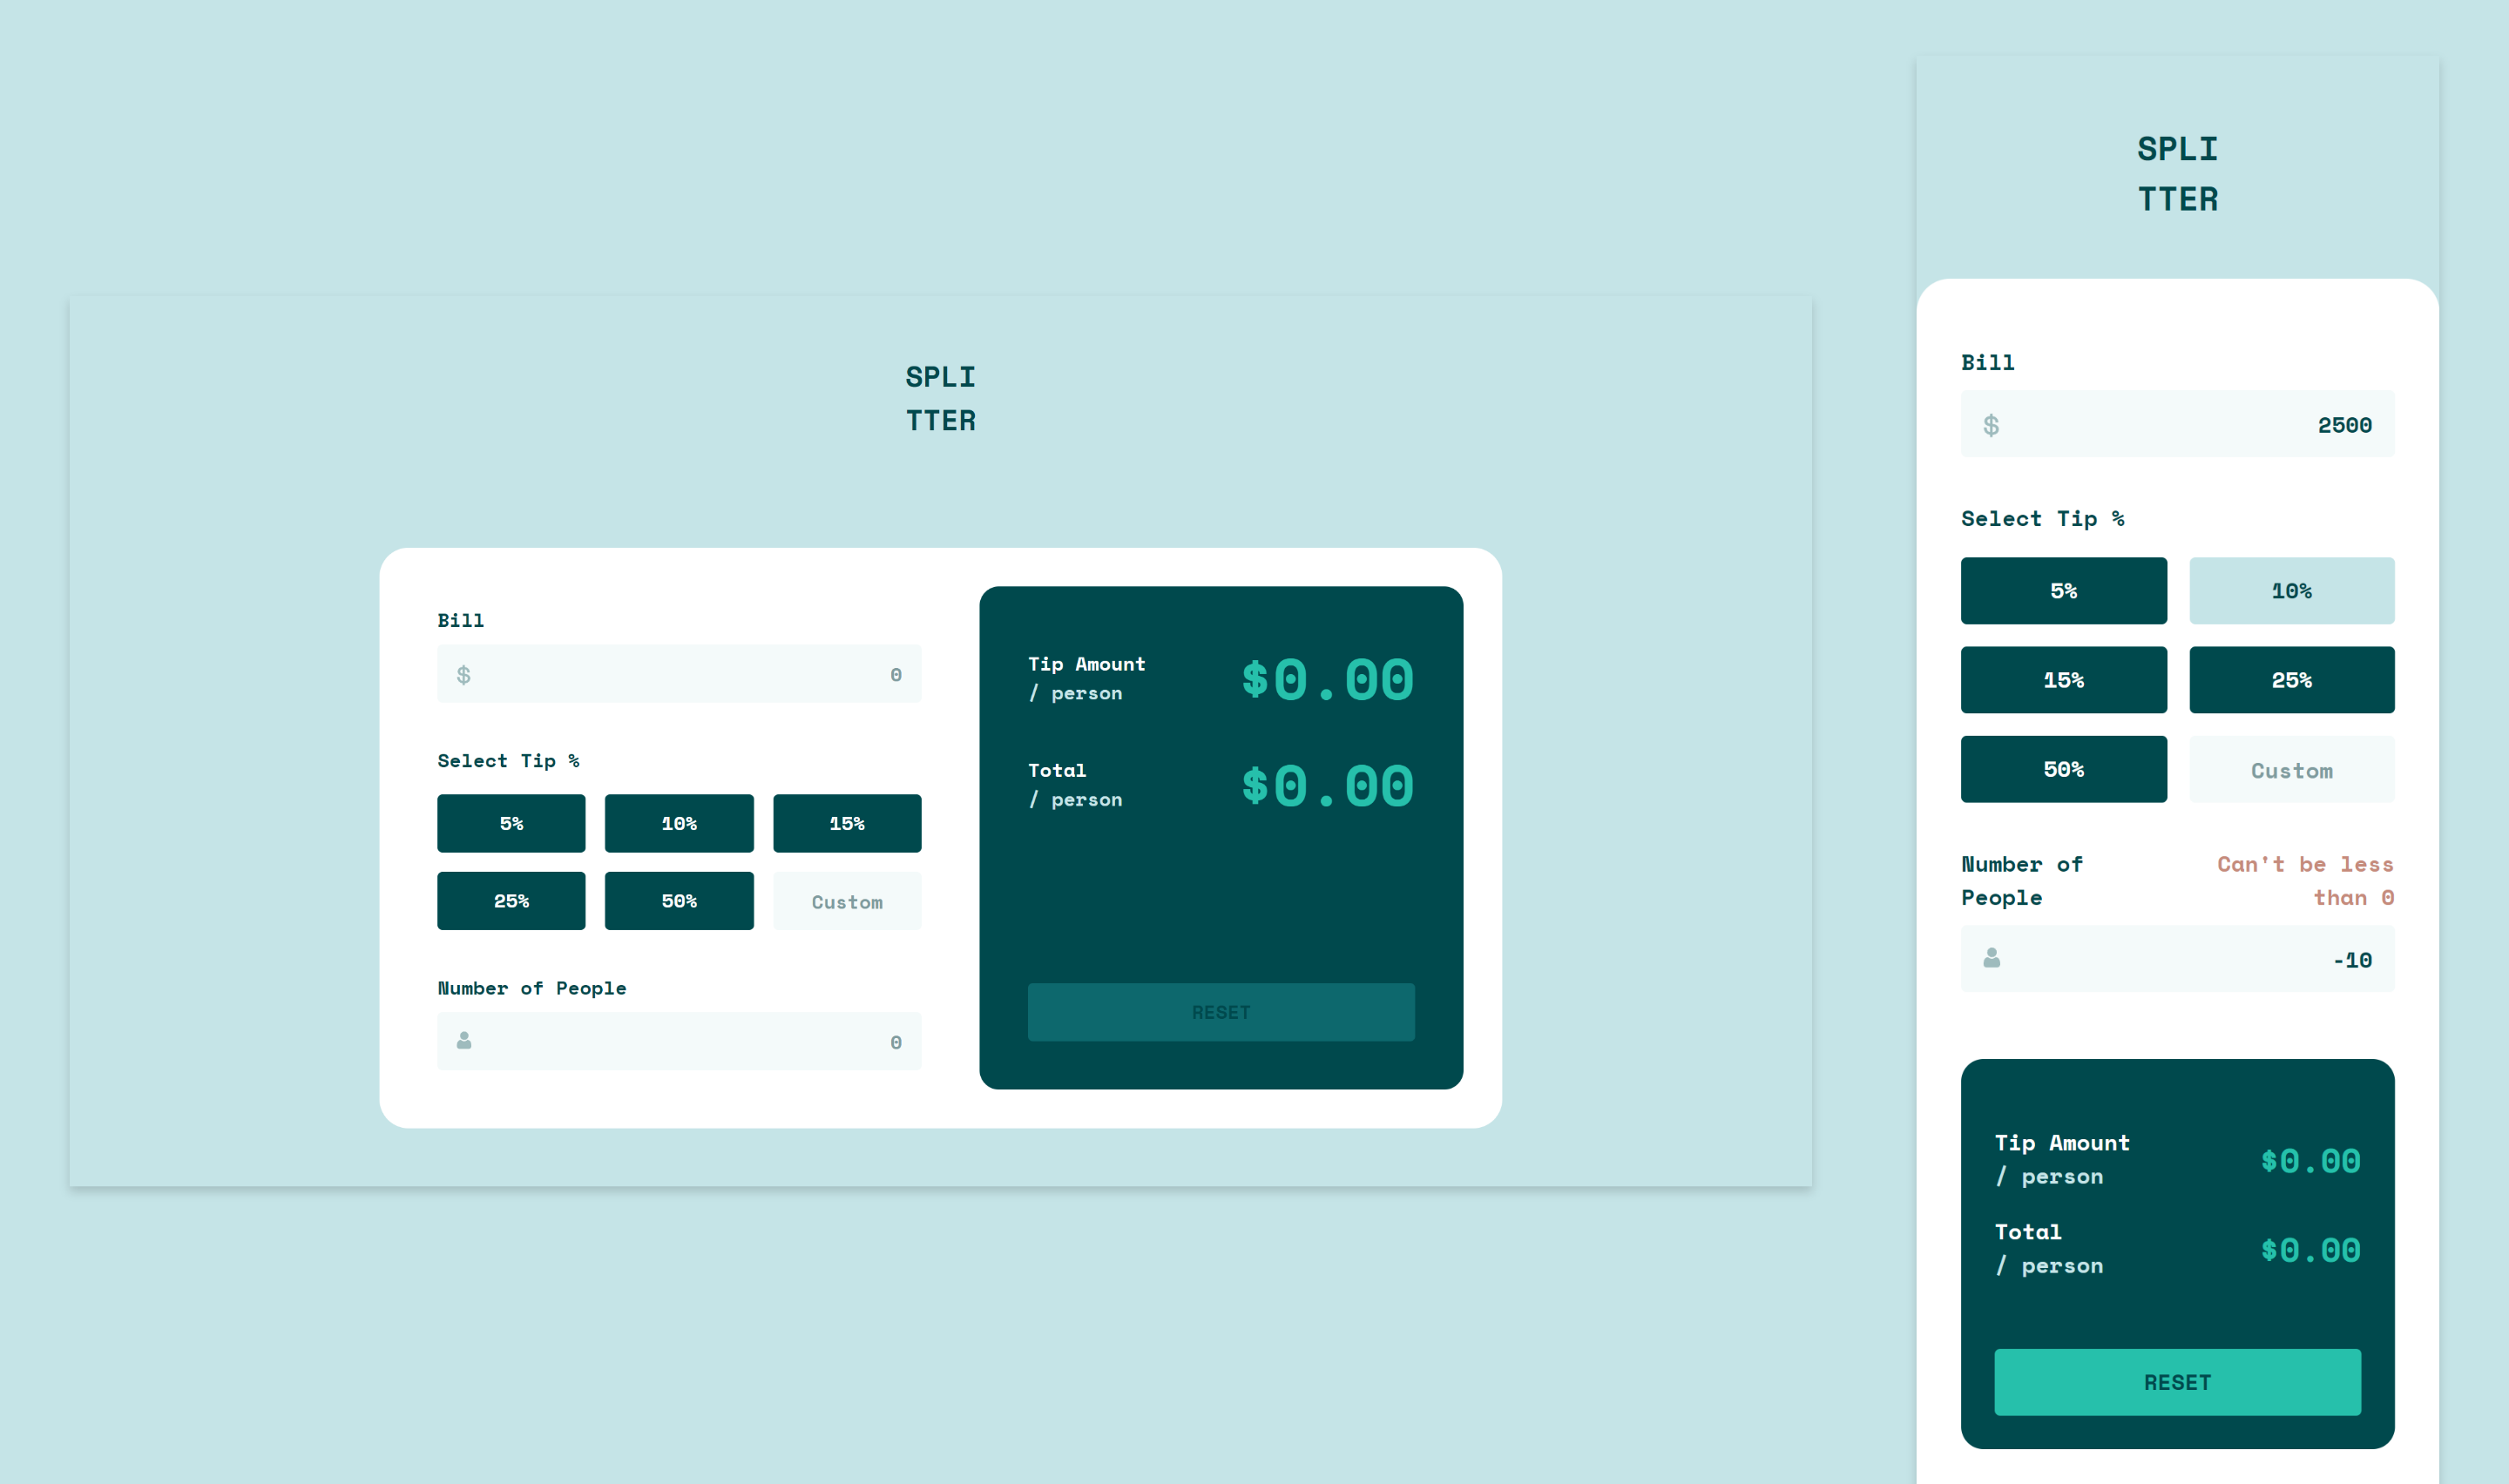 SPLI
TTER
Bill
$ 0
Select Tip %
5% 10% 15%
25% 50% Custom
Number of People
0
Tip Amount
/ person
$0.00
Total
/ person
$0.00
RESET
SPLI
TTER
Bill
$ 2500
Select Tip %
5% 10%
15% 25%
50% Custom
Number of
People
Can't be less
than 0
-10
Tip Amount
/ person
$0.00
Total
/ person
$0.00
RESET